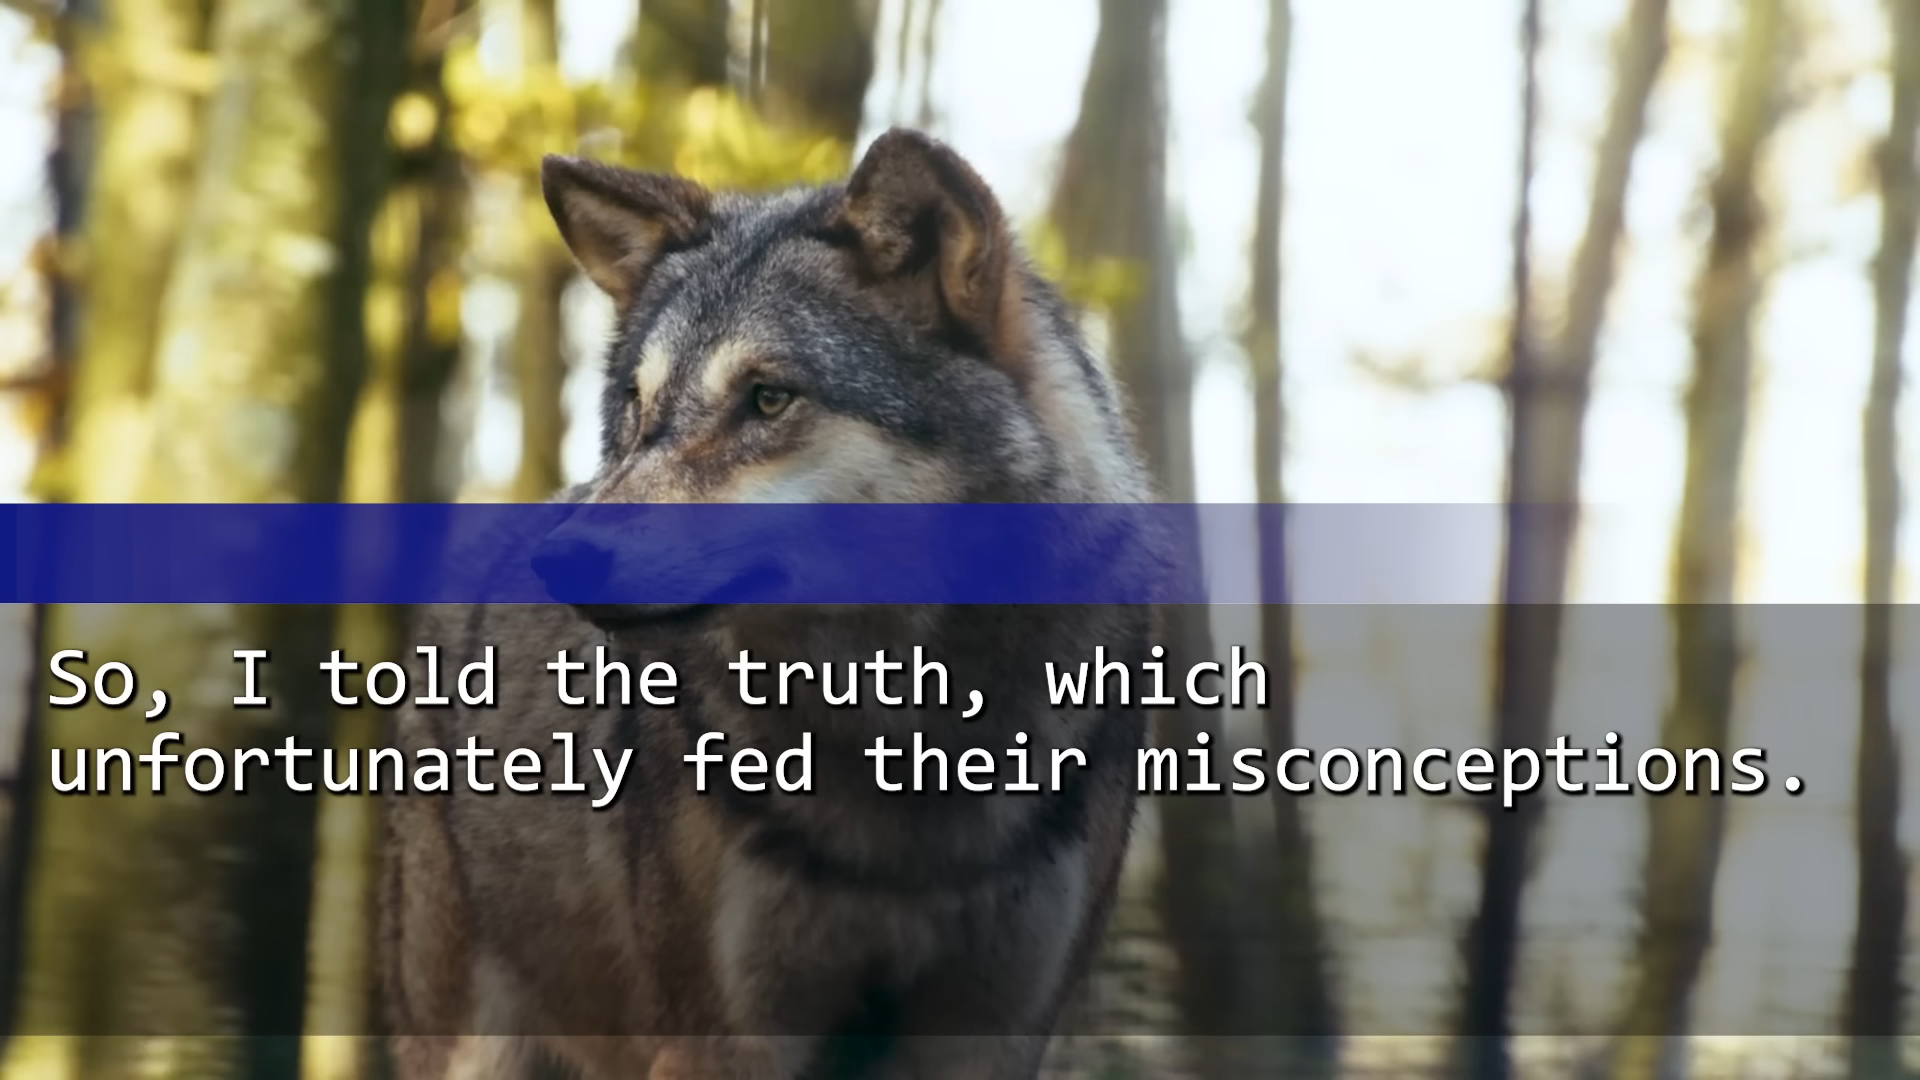 So, I told the truth, which
unfortunately fed their misconceptions.